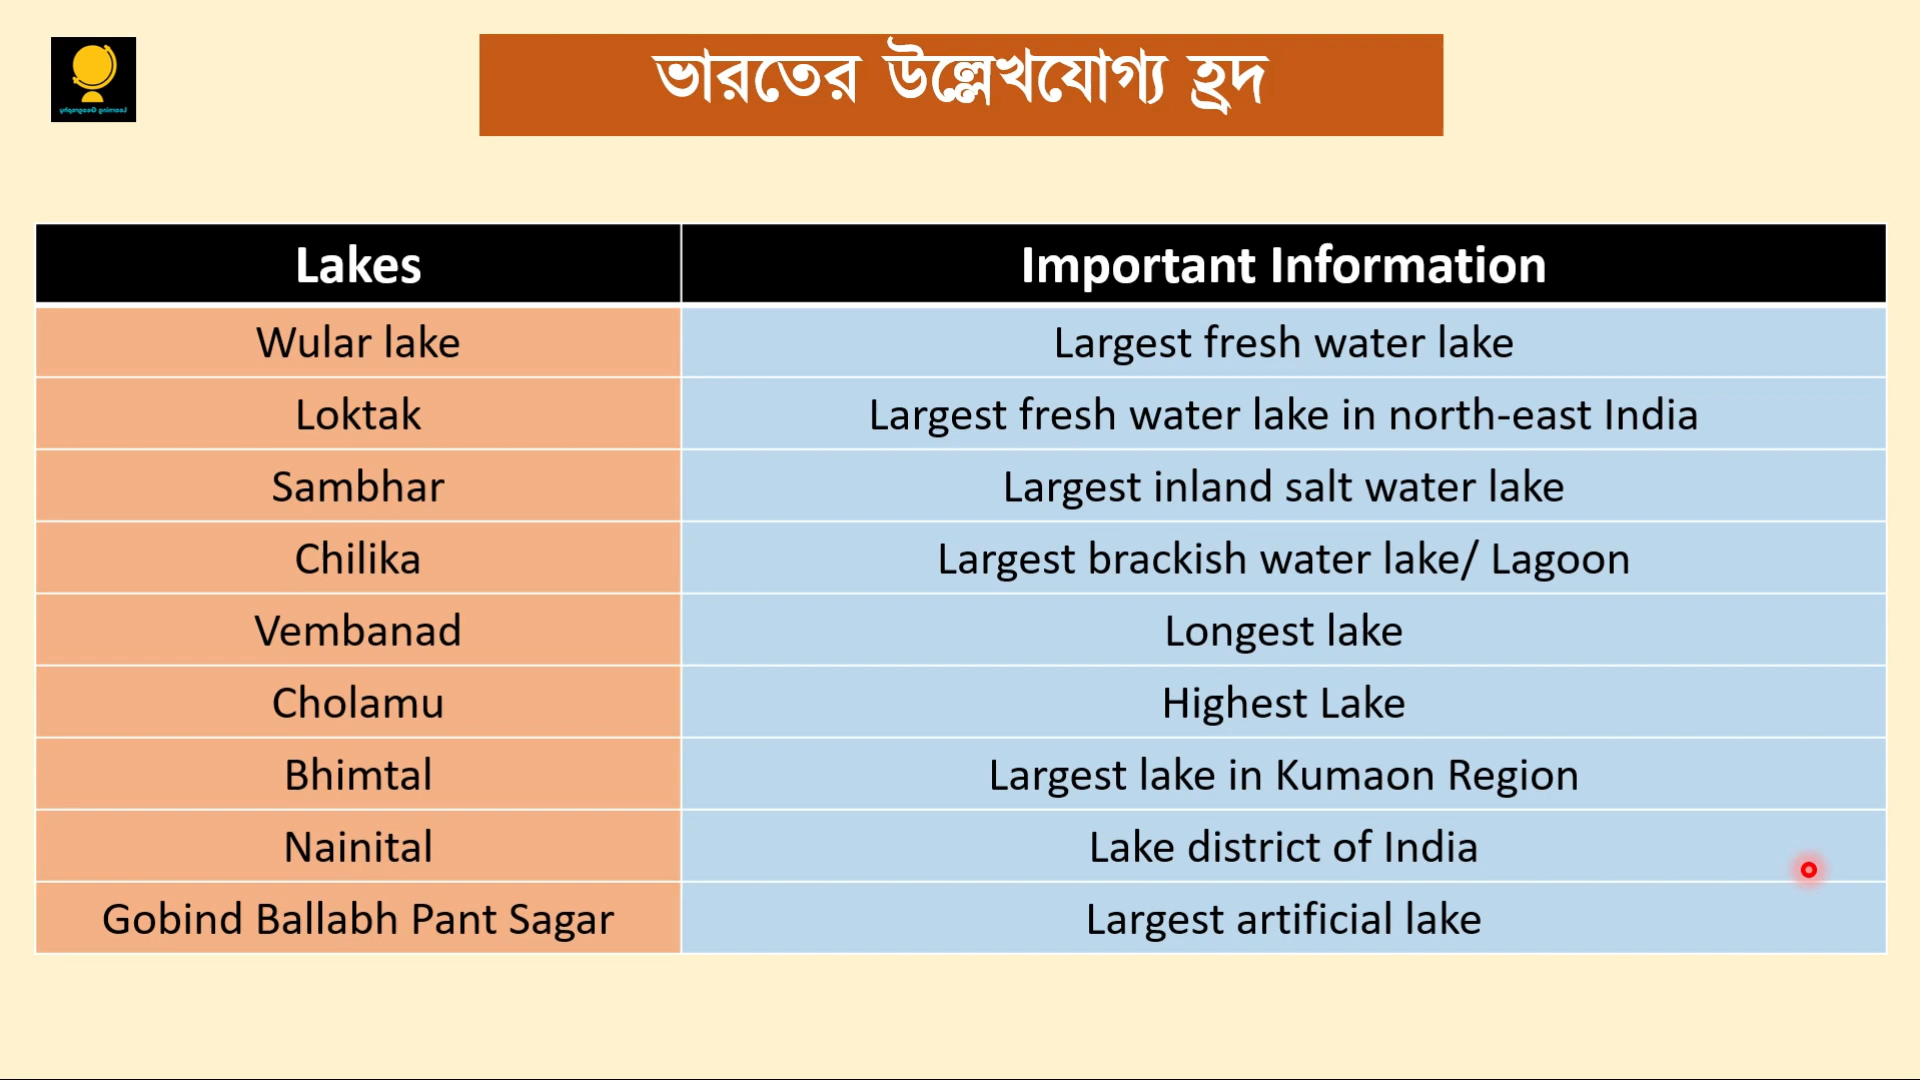 ভারতের উল্লেখযোগ্য হ্রদ
Lakes Important Information
Wular lake Largest fresh water lake
Loktak Largest fresh water lake in north-east India
Sambhar Largest inland salt water lake
Chilika Largest brackish water lake/ Lagoon
Vembanad Longest lake
Cholamu Highest Lake
Bhimtal Largest lake in Kumaon Region
Nainital Lake district of India
Gobind Ballabh Pant Sagar Largest artificial lake